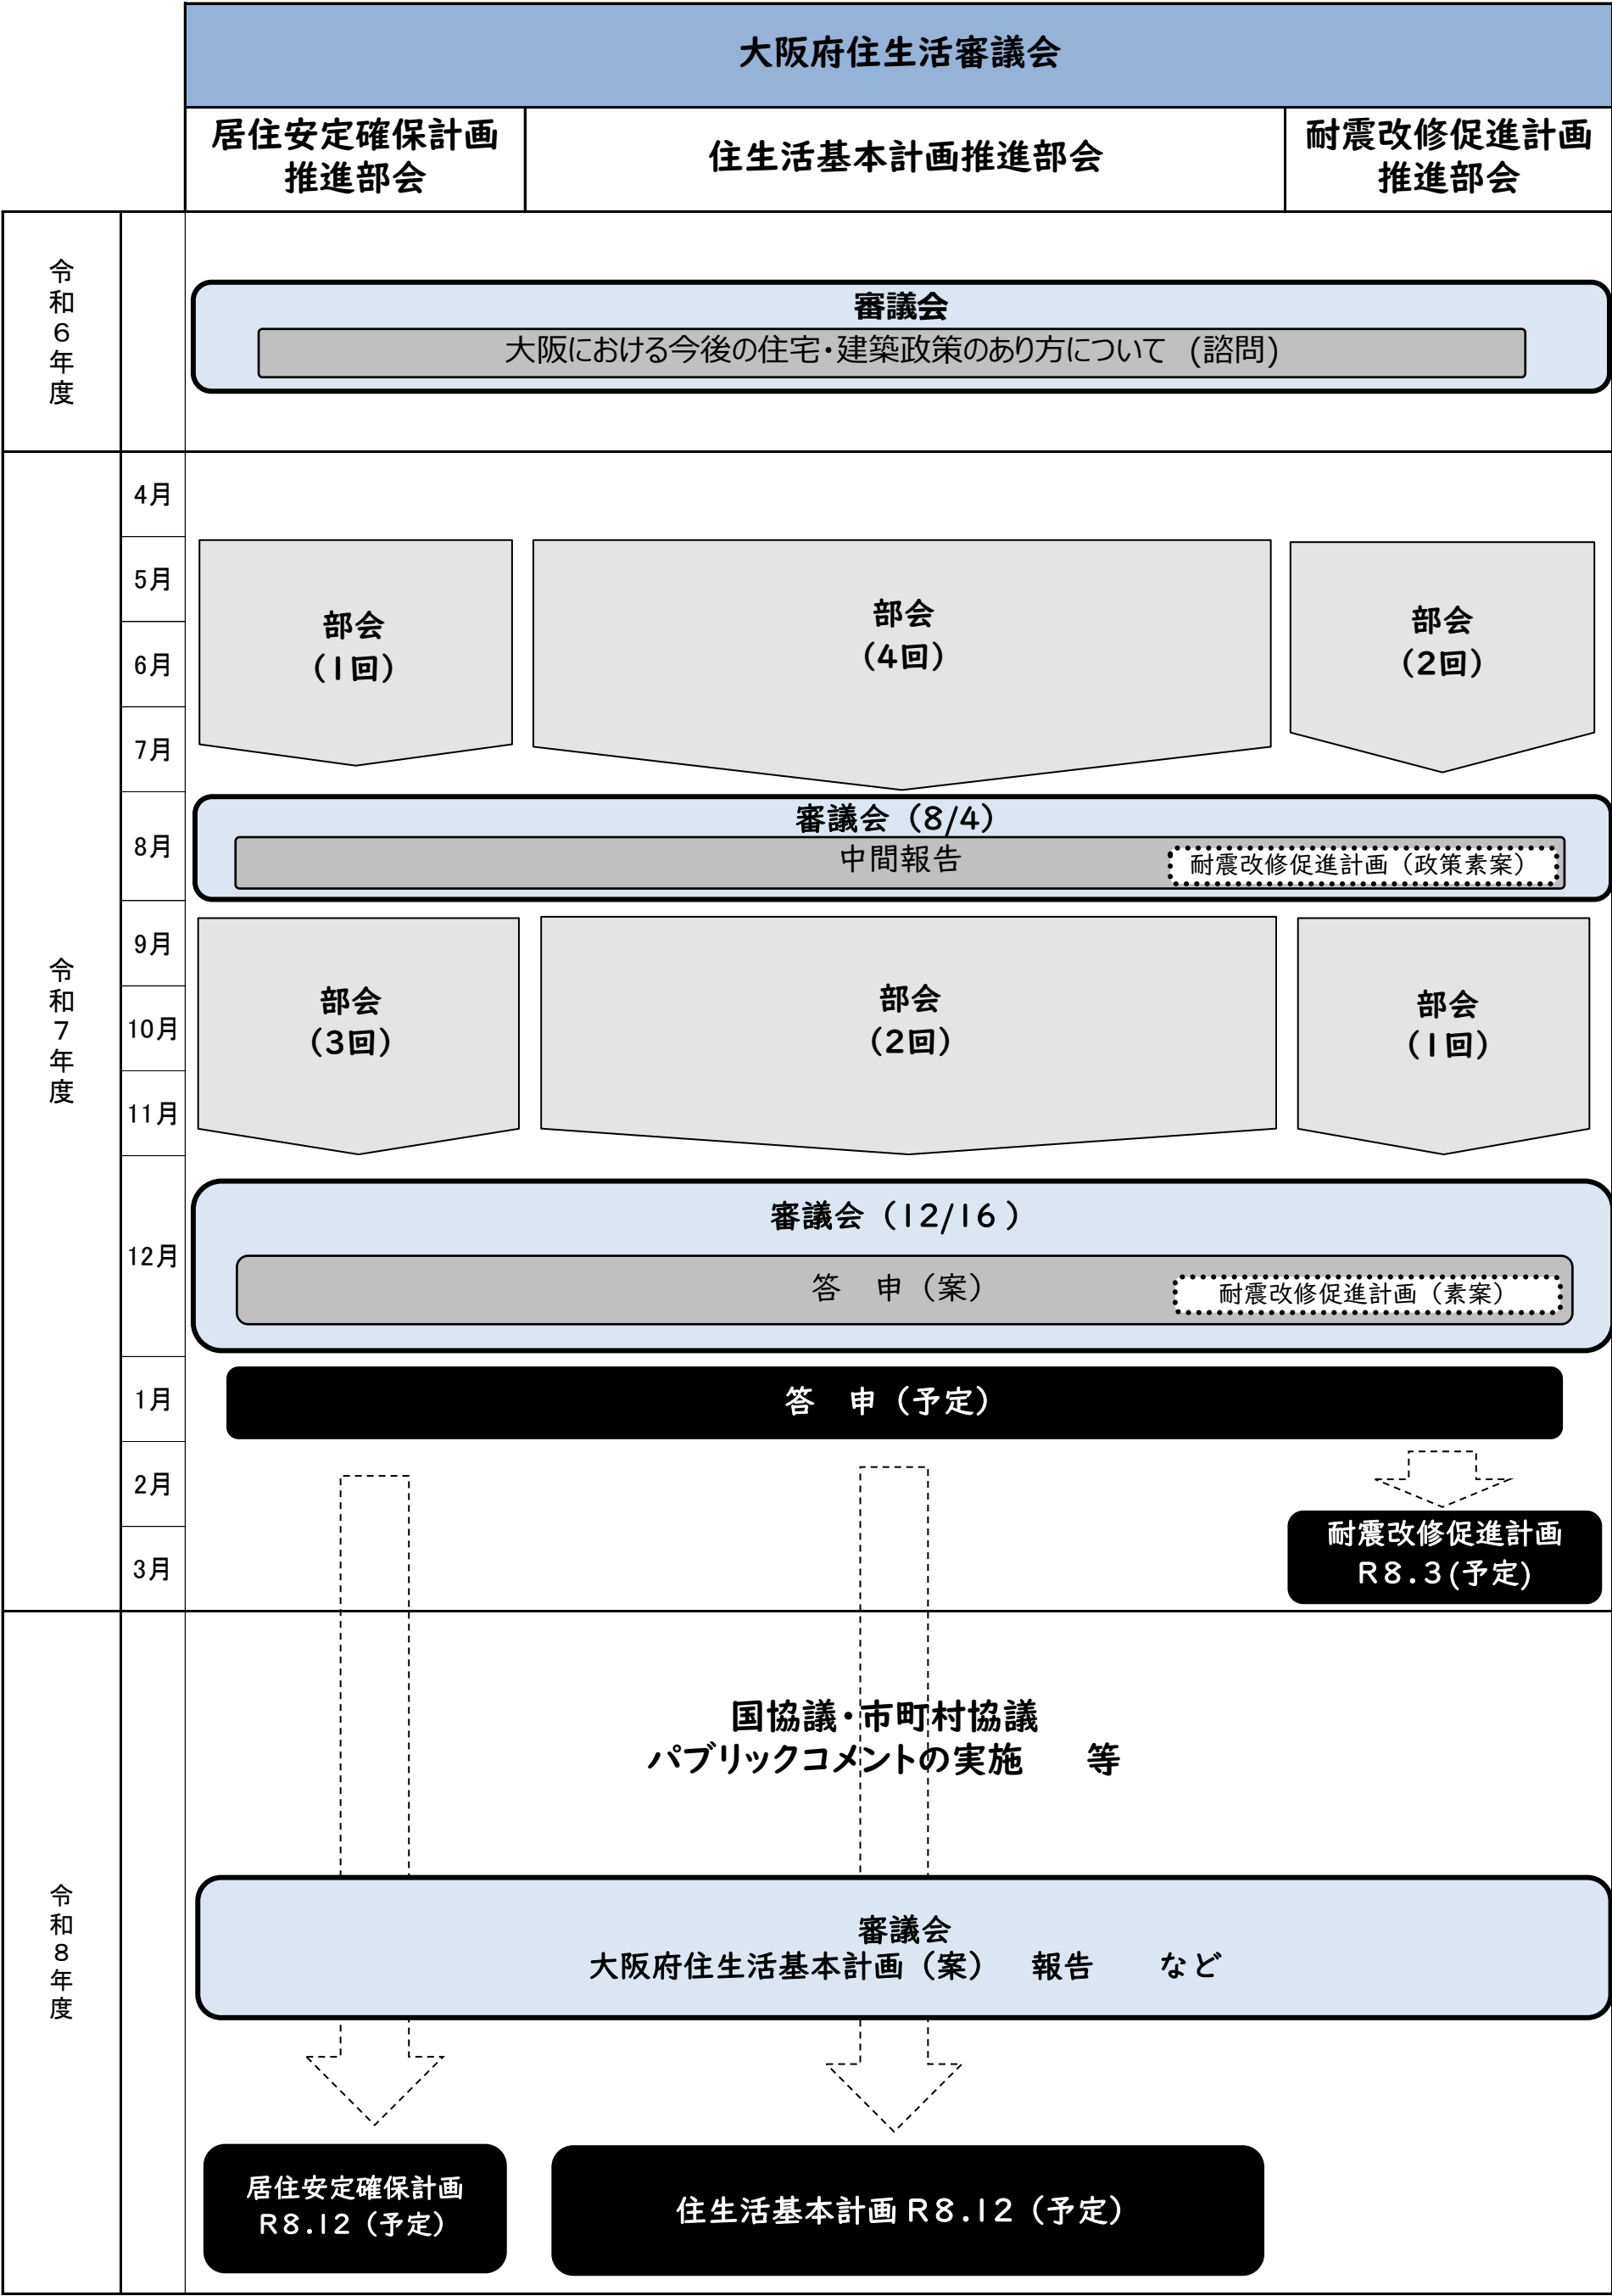 大阪府住生活審議会
居住安定確保計画
推進部会
住生活基本計画推進部会
耐震改修促進計画
推進部会
令和６年度
審議会
大阪における今後の住宅・建築政策のあり方について (諮問)
令和７年度
4月
5月
6月
7月
部会
(1回)
部会
(4回)
部会
(2回)
8月
審議会（8/4）
中間報告
耐震改修促進計画（政策素案）
9月
10月
11月
部会
(3回)
部会
(2回)
部会
(1回)
12月
審議会（12/16 ）
答　申（案）
耐震改修促進計画（素案）
1月
答　申（予定）
2月
3月
耐震改修促進計画
R8.3(予定)
令和８年度
国協議・市町村協議
パブリックコメントの実施　　等
審議会
大阪府住生活基本計画（案）　報告　　など
居住安定確保計画
R8.12（予定）
住生活基本計画 R8.12（予定）